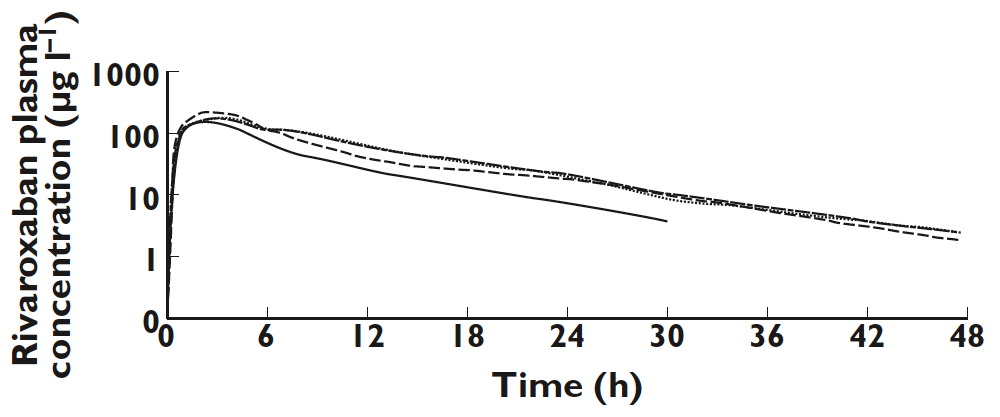 Rivaroxaban plasma
concentration (µg l⁻¹)
1000
100
10
1
0
0 6 12 18 24 30 36 42 48
Time (h)